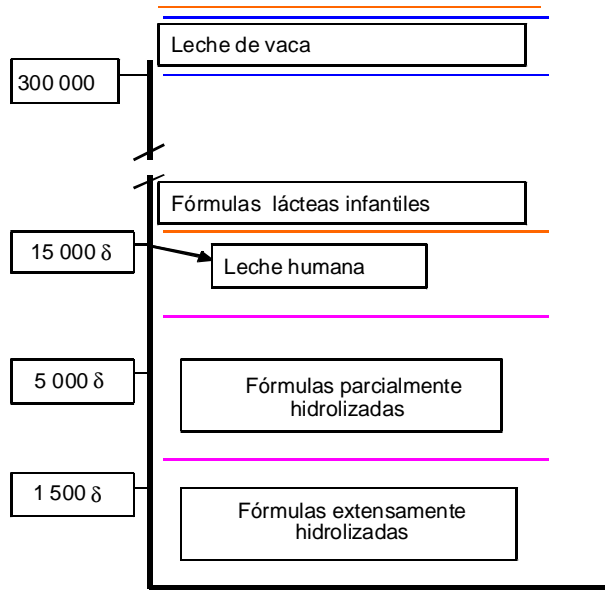 Leche de vaca
300 000
Fórmulas lácteas infantiles
15 000 δ
Leche humana
5 000 δ
Fórmulas parcialmente
hidrolizadas
1 500 δ
Fórmulas extensamente
hidrolizadas